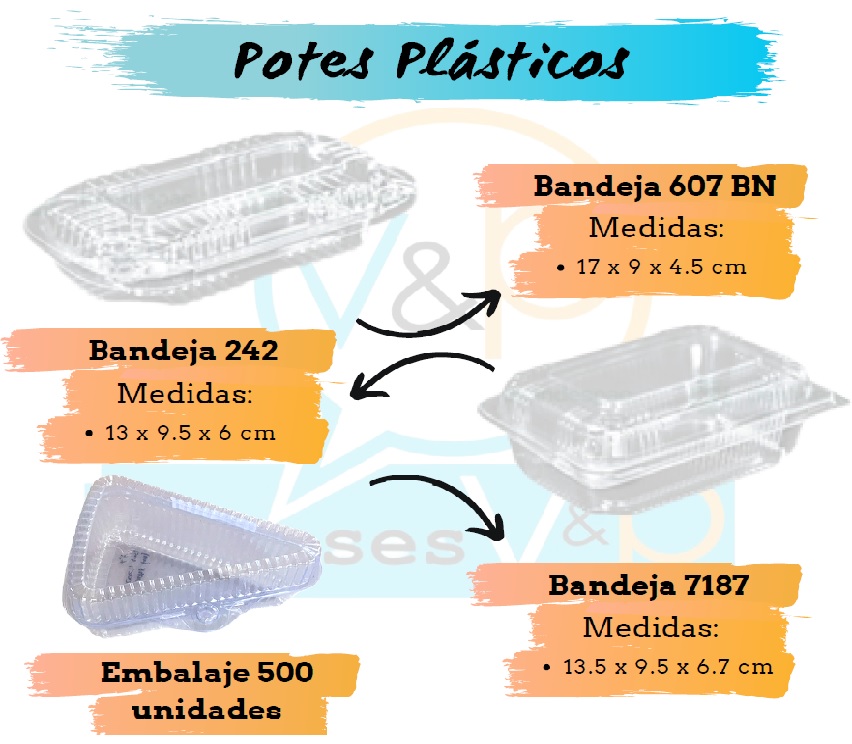 Potes Plásticos
Bandeja 607 BN
Medidas:
• 17 x 9 x 4.5 cm
Bandeja 242
Medidas:
• 13 x 9.5 x 6 cm
Bandeja 7187
Medidas:
• 13.5 x 9.5 x 6.7 cm
Embalaje 500
unidades
V&p
ses V&p